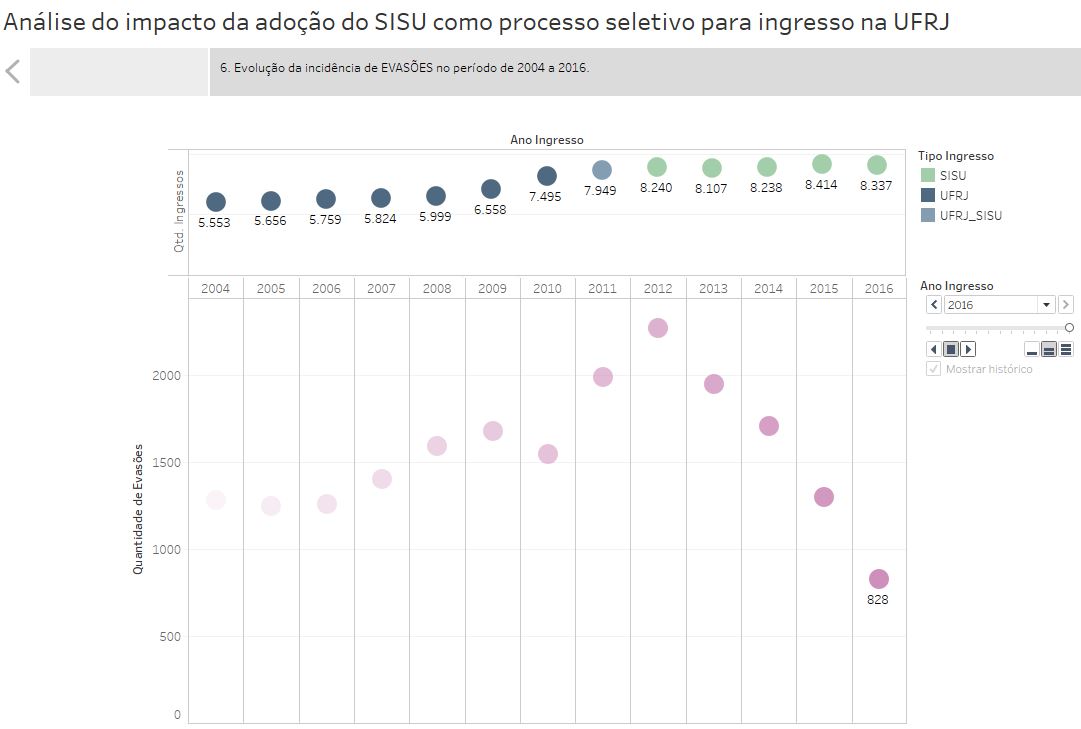 Análise do impacto da adoção do SISU como processo seletivo para ingresso na UFRJ
6. Evolução da incidência de EVASÕES no período de 2004 a 2016.
Ano Ingresso
Qtd. Ingressos
5.553 5.656 5.759 5.824 5.999 6.558 7.495 7.949 8.240 8.107 8.238 8.414 8.337
2004 2005 2006 2007 2008 2009 2010 2011 2012 2013 2014 2015 2016
Quantidade de Evasões
2000
1500
1000
500
0
828
Tipo Ingresso
SISU
UFRJ
UFRJ_SISU
Ano Ingresso
2016
Mostrar histórico